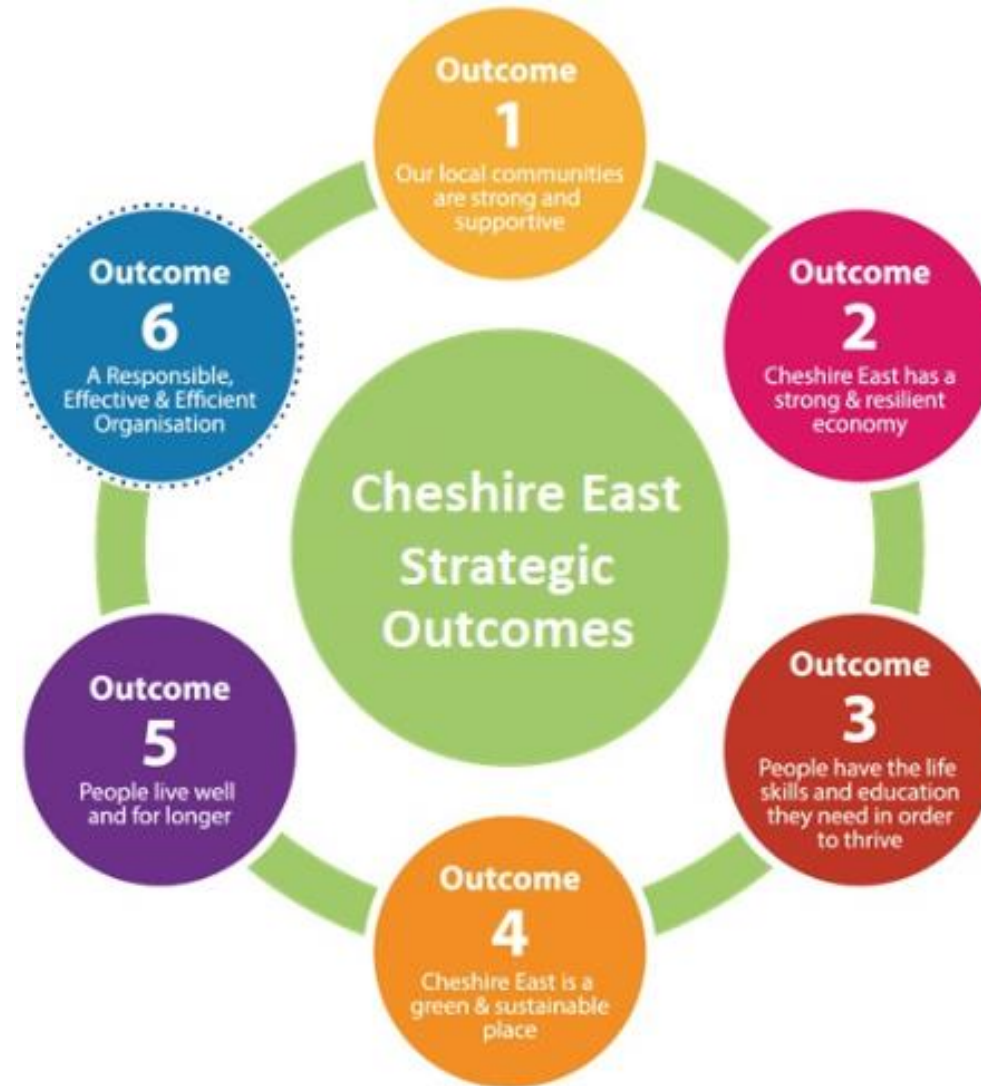 Outcome
1
Our local communities
are strong and
supportive
Outcome
2
Cheshire East has a
strong & resilient
economy
Outcome
3
People have the life
skills and education
they need in order
to thrive
Outcome
4
Cheshire East is a
green & sustainable
place
Outcome
5
People live well
and for longer
Outcome
6
A Responsible,
Effective & Efficient
Organisation
Cheshire East
Strategic
Outcomes